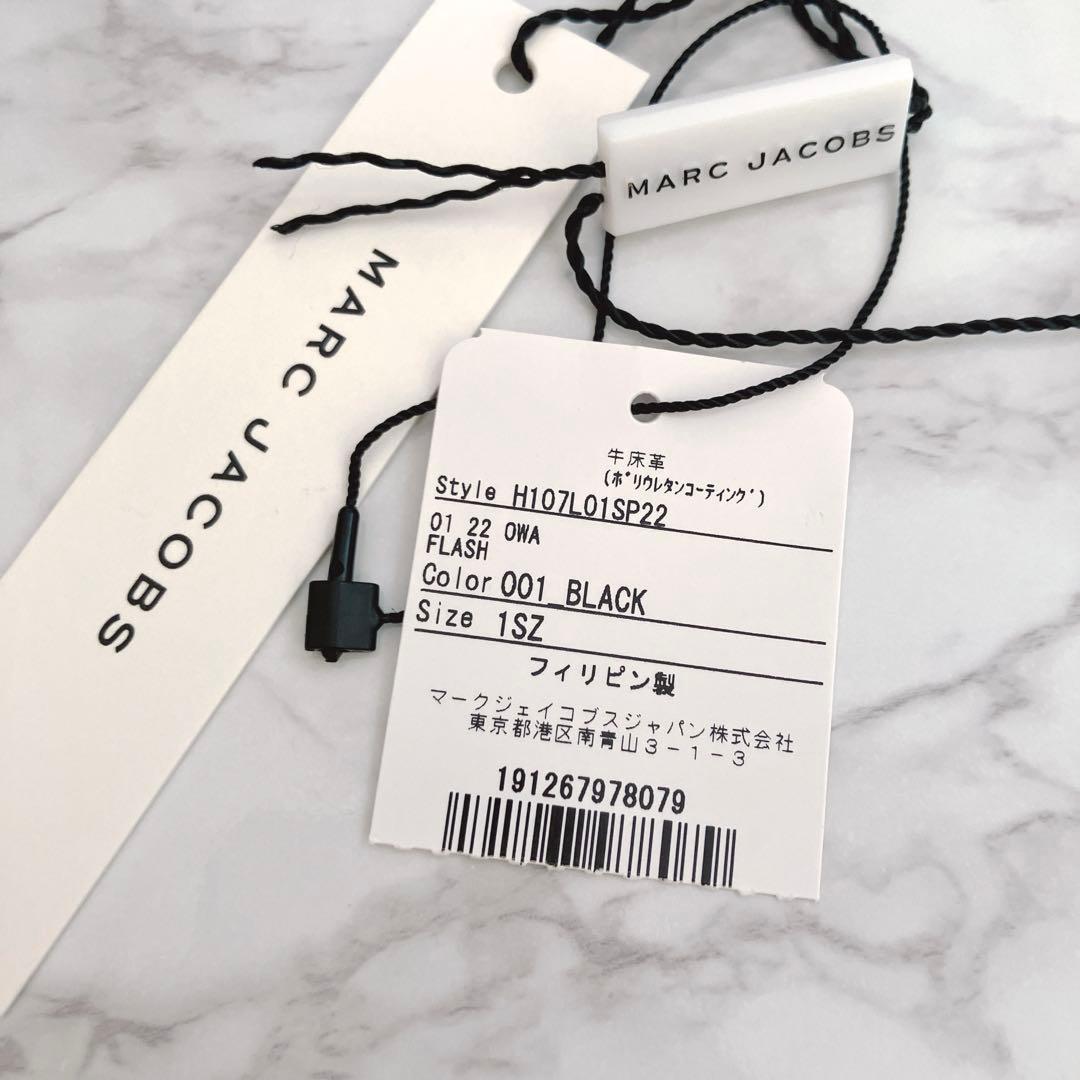 MARC JACOBS
MARC JACOBS
牛床革
(ポリウレタンコーティング)
Style H107L01SP22
01 22 OWA
FLASH
Color 001_BLACK
Size 1SZ
フィリピン製
マークジェイコブスジャパン株式会社
東京都港区南青山3-1-3
191267978079